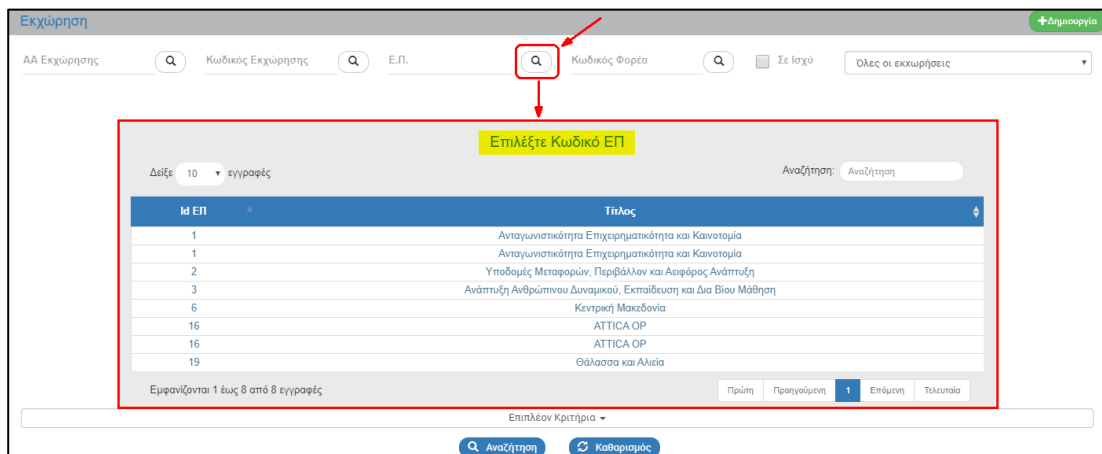 Εκχώρηση
Δημιουργία
ΑΑ Εκχώρησης Κωδικός Εκχώρησης Ε.Π. Κωδικός Φορέα Σε Ισχύ Όλες οι εκχωρήσεις
Επιλέξτε Κωδικό ΕΠ
Δείξε 10 εγγραφές
Αναζήτηση: Αναζήτηση
Id ΕΠ Τίτλος
1 Ανταγωνιστικότητα Επιχειρηματικότητα και Καινοτομία
1 Ανταγωνιστικότητα Επιχειρηματικότητα και Καινοτομία
2 Υποδομές Μεταφορών, Περιβάλλον και Αειφόρος Ανάπτυξη
3 Ανάπτυξη Ανθρώπινου Δυναμικού, Εκπαίδευση και Δια Βίου Μάθηση
6 Κεντρική Μακεδονία
16 ATTICA OP
16 ATTICA OP
19 Θάλασσα και Αλιεία
Εμφανίζονται 1 έως 8 από 8 εγγραφές
Πρώτη Προηγούμενη 1 Επόμενη Τελευταία
Επιπλέον Κριτήρια
Αναζήτηση Καθαρισμός